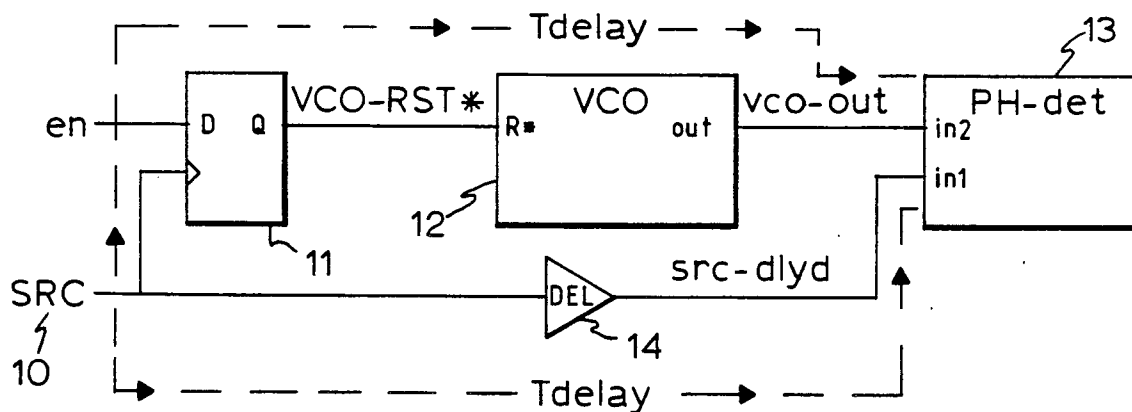 Tdelay
13
VCO-RST*
VCO
vco-out
PH-det
en
D Q
R*
out
in2
in1
12
11
SRC
src-dlyd
DEL
14
10
Tdelay